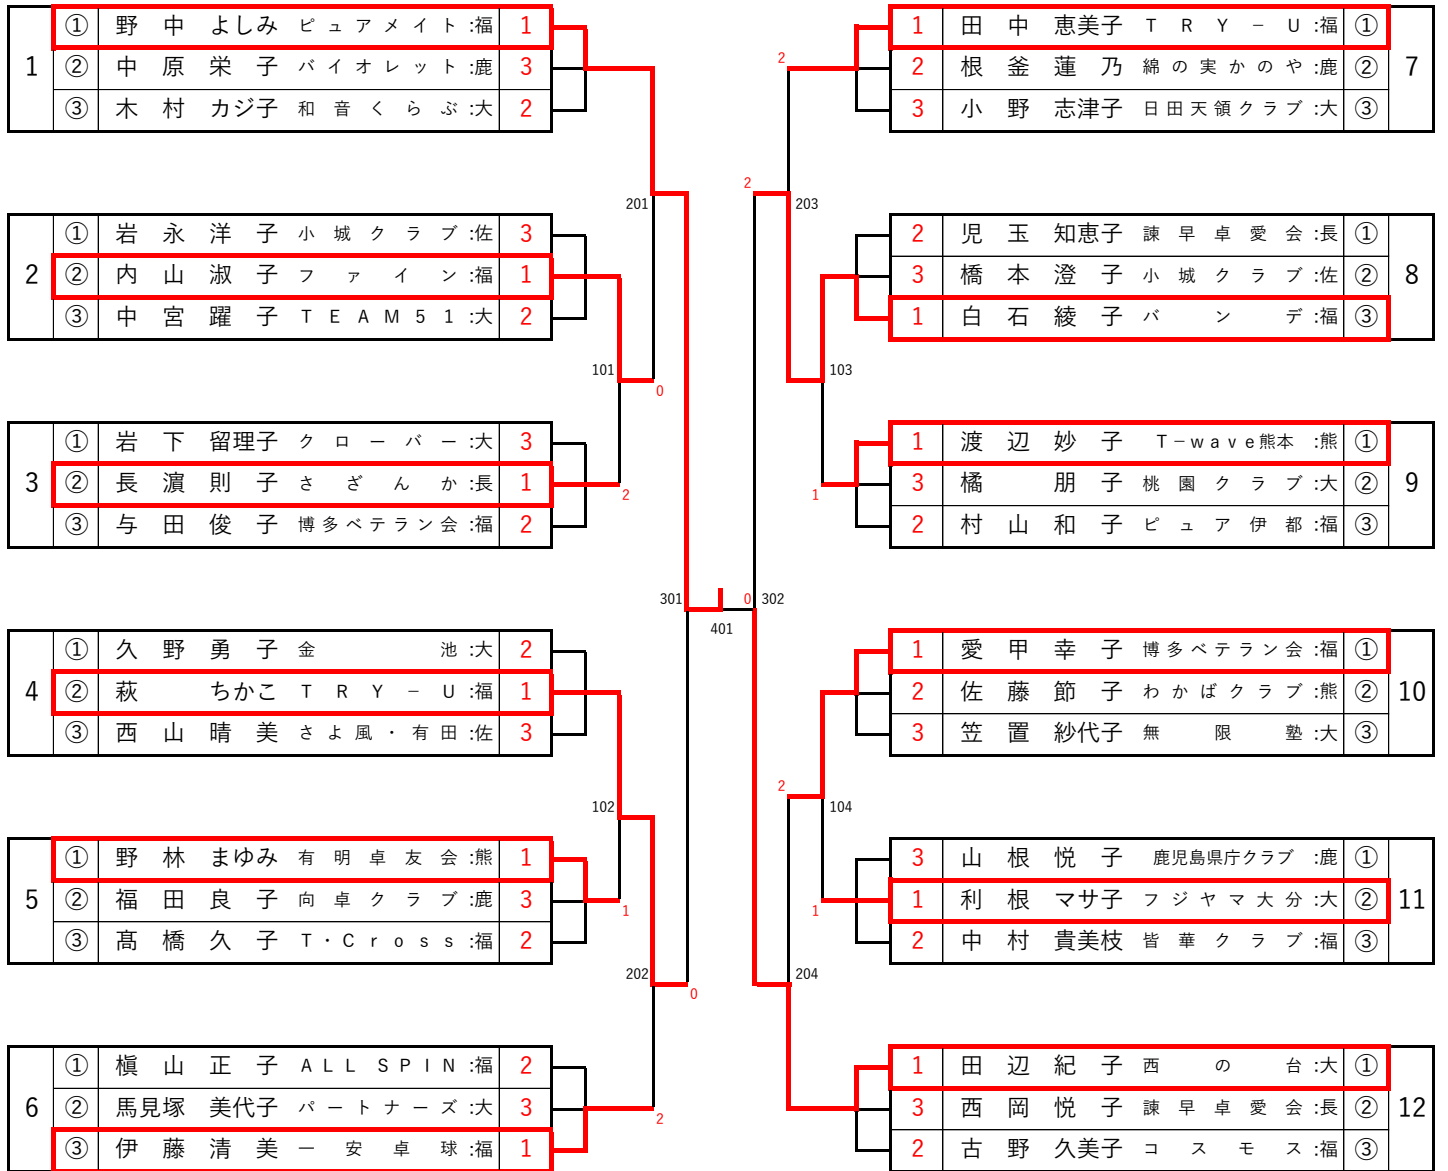 1
① 野中 よしみ ピュアメイト :福 1
② 中原 栄子 バイオレット :鹿 3
③ 木村 カジ子 和音くらぶ :大 2
2
① 岩永 洋子 小城クラブ :佐 3
② 内山 淑子 ファイン :福 1
③ 中宮 躍子 TEAM51 :大 2
3
① 岩下 留理子 クローバー :大 3
② 長濵 則子 さざんか :長 1
③ 与田 俊子 博多ベテラン会 :福 2
4
① 久野 勇子 金池 :大 2
② 萩 ちかこ TRY−U :福 1
③ 西山 晴美 さよ風・有田 :佐 3
5
① 野林 まゆみ 有明卓友会 :熊 1
② 福田 良子 向卓クラブ :鹿 3
③ 髙橋 久子 T・Cross :福 2
6
① 槇山 正子 ALL SPIN :福 2
② 馬見塚 美代子 パートナーズ :大 3
③ 伊藤 清美 一安卓球 :福 1
201
101
0
2
301
102
1
202
0
2
401
2
2
203
103
1
0
302
2
104
1
204
7
1 田中 恵美子 TRY−U :福 ①
2 根釜 蓮乃 綿の実かのや :鹿 ②
3 小野 志津子 日田天領クラブ :大 ③
8
2 児玉 知恵子 諫早卓愛会 :長 ①
3 橋本 澄子 小城クラブ :佐 ②
1 白石 綾子 バンデ :福 ③
9
1 渡辺 妙子 T−wave熊本 :熊 ①
3 橘 朋子 桃園クラブ :大 ②
2 村山 和子 ピュア伊都 :福 ③
10
1 愛甲 幸子 博多ベテラン会 :福 ①
2 佐藤 節子 わかばクラブ :熊 ②
3 笠置 紗代子 無限塾 :大 ③
11
3 山根 悦子 鹿児島県庁クラブ :鹿 ①
1 利根 マサ子 フジヤマ大分 :大 ②
2 中村 貴美枝 皆華クラブ :福 ③
12
1 田辺 紀子 西の台 :大 ①
3 西岡 悦子 諫早卓愛会 :長 ②
2 古野 久美子 コスモス :福 ③